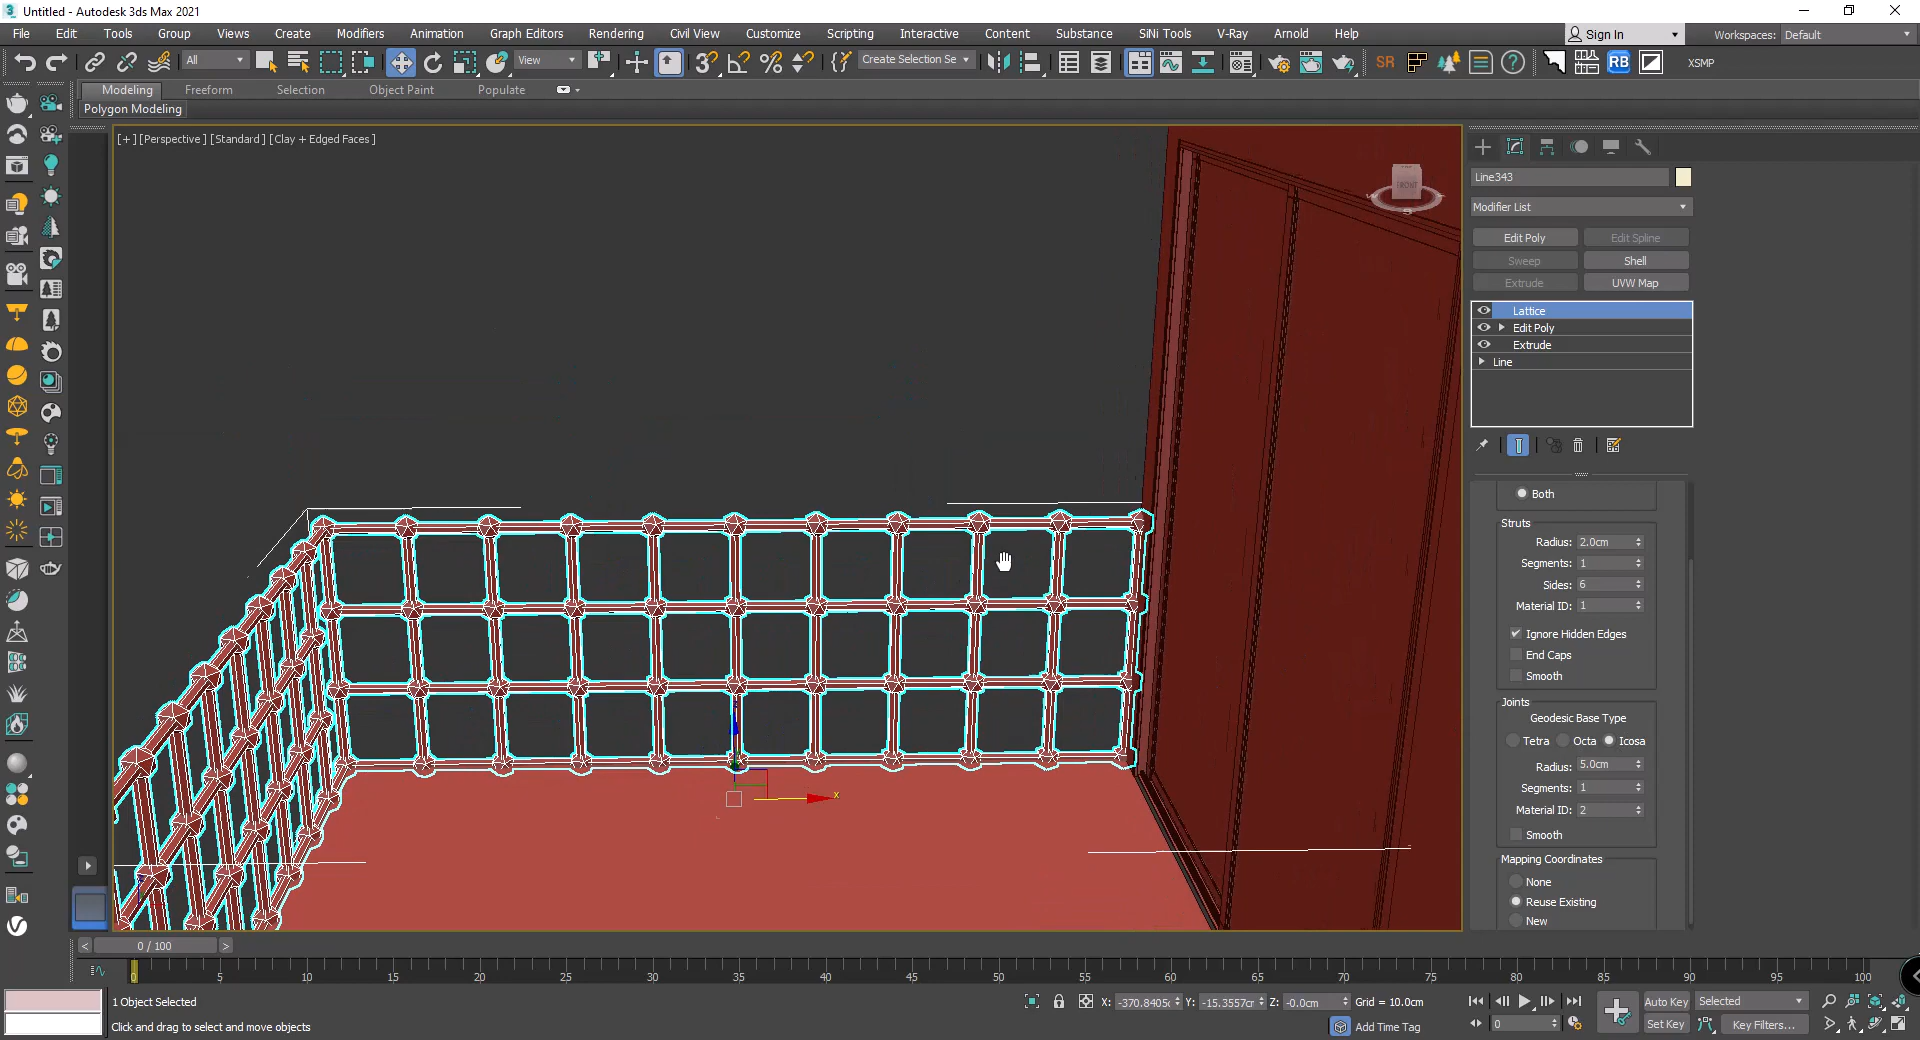 Untitled - Autodesk 3ds Max 2021
File Edit Tools Group Views Create Modifiers Animation Graph Editors Rendering Civil View Customize Scripting Interactive Content Substance SiNi Tools V-Ray Arnold Help Sign In Workspaces: Default
All View Create Selection Se SR RB XSMP
Modeling Freeform Selection Object Paint Populate
Polygon Modeling
[+] [Perspective] [Standard] [Clay + Edged Faces]
FRONT
Line343
Modifier List
Edit Poly Edit Spline
Sweep Shell
Extrude UVW Map
Lattice
Edit Poly
Extrude
Line
Both
Struts
Radius: 2.0cm
Segments: 1
Sides: 6
Material ID: 1
Ignore Hidden Edges
End Caps
Smooth
Joints
Geodesic Base Type
Tetra Octa Icosa
Radius: 5.0cm
Segments: 1
Material ID: 2
Smooth
Mapping Coordinates
None
Reuse Existing
New
x
0 / 100
0 5 10 15 20 25 30 35 40 45 50 55 60 65 70 75 80 85 90 95 100
1 Object Selected X: -370.8405c Y: -15.3557cr Z: -0.0cm Grid = 10.0cm Auto Key Selected
Click and drag to select and move objects Add Time Tag 0 Set Key Key Filters...